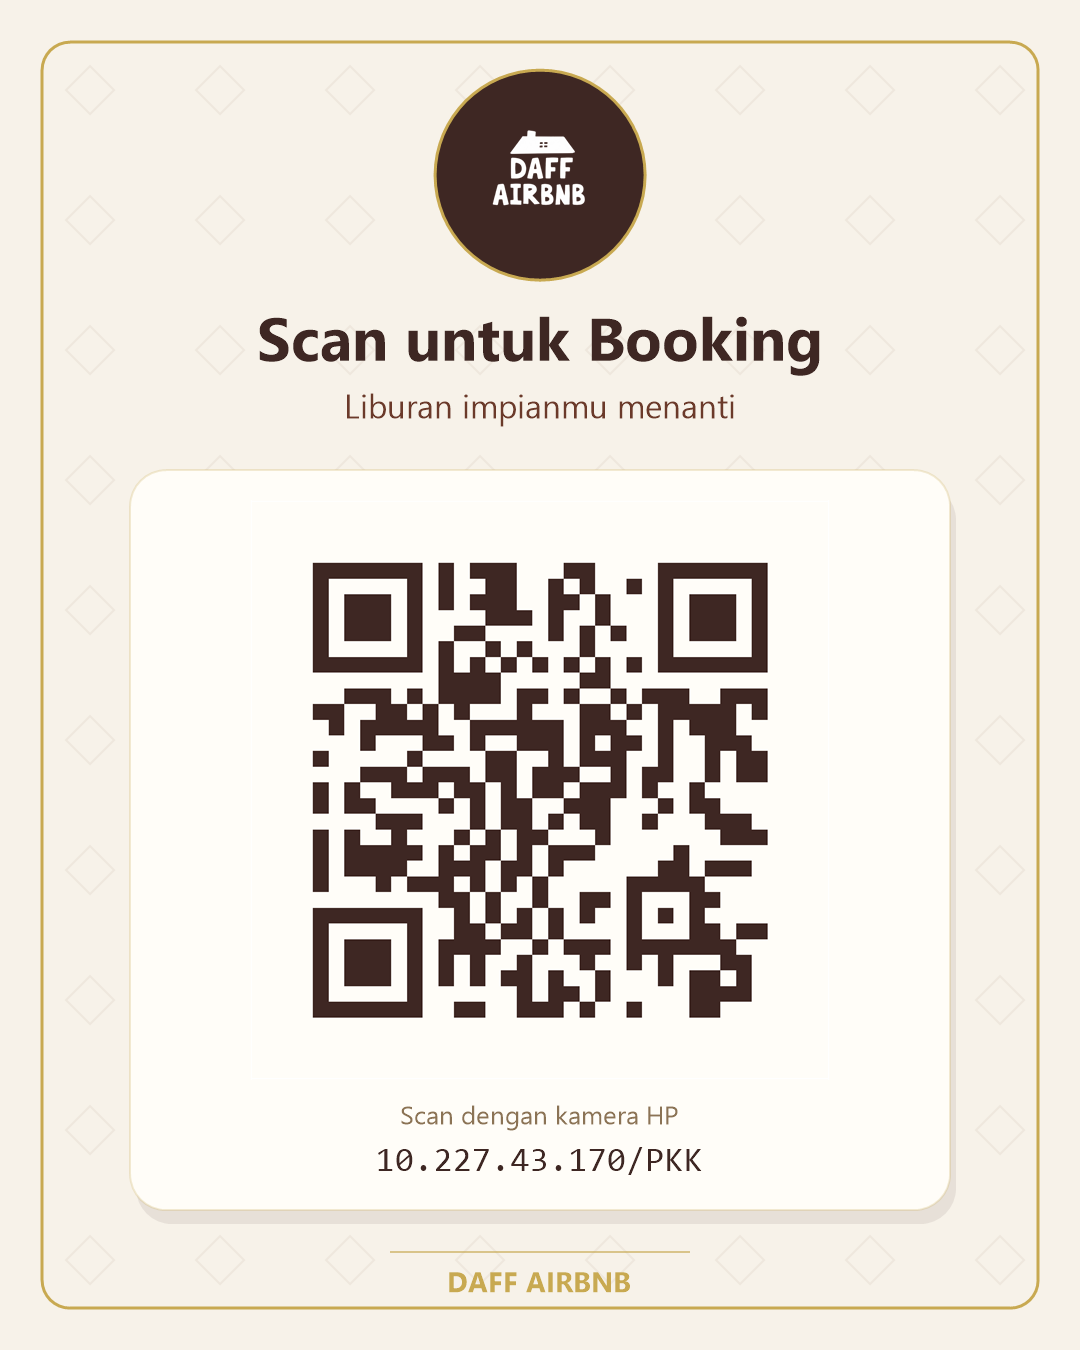 DAFF
AIRBNB
Scan untuk Booking
Liburan impianmu menanti
Scan dengan kamera HP
10.227.43.170/PKK
DAFF AIRBNB